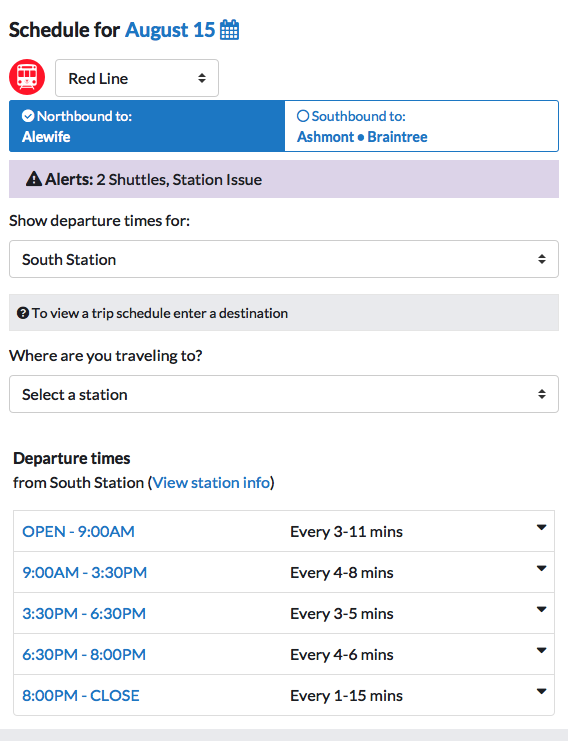 Schedule for August 15
Red Line
Northbound to:
Alewife
Southbound to:
Ashmont • Braintree
Alerts: 2 Shuttles, Station Issue
Show departure times for:
South Station
To view a trip schedule enter a destination
Where are you traveling to?
Select a station
Departure times
from South Station (View station info)
OPEN - 9:00AM Every 3-11 mins
9:00AM - 3:30PM Every 4-8 mins
3:30PM - 6:30PM Every 3-5 mins
6:30PM - 8:00PM Every 4-6 mins
8:00PM - CLOSE Every 1-15 mins